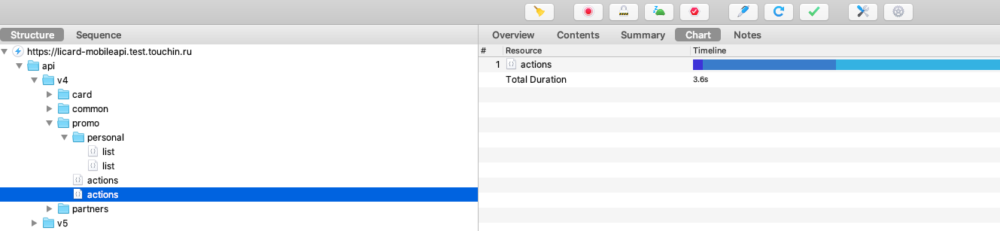 Structure Sequence
https://licard-mobileapi.test.touchin.ru
api
v4
card
common
promo
personal
list
list
actions
actions
partners
v5
Overview Contents Summary Chart Notes
# Resource Timeline
1 actions
Total Duration 3.6s